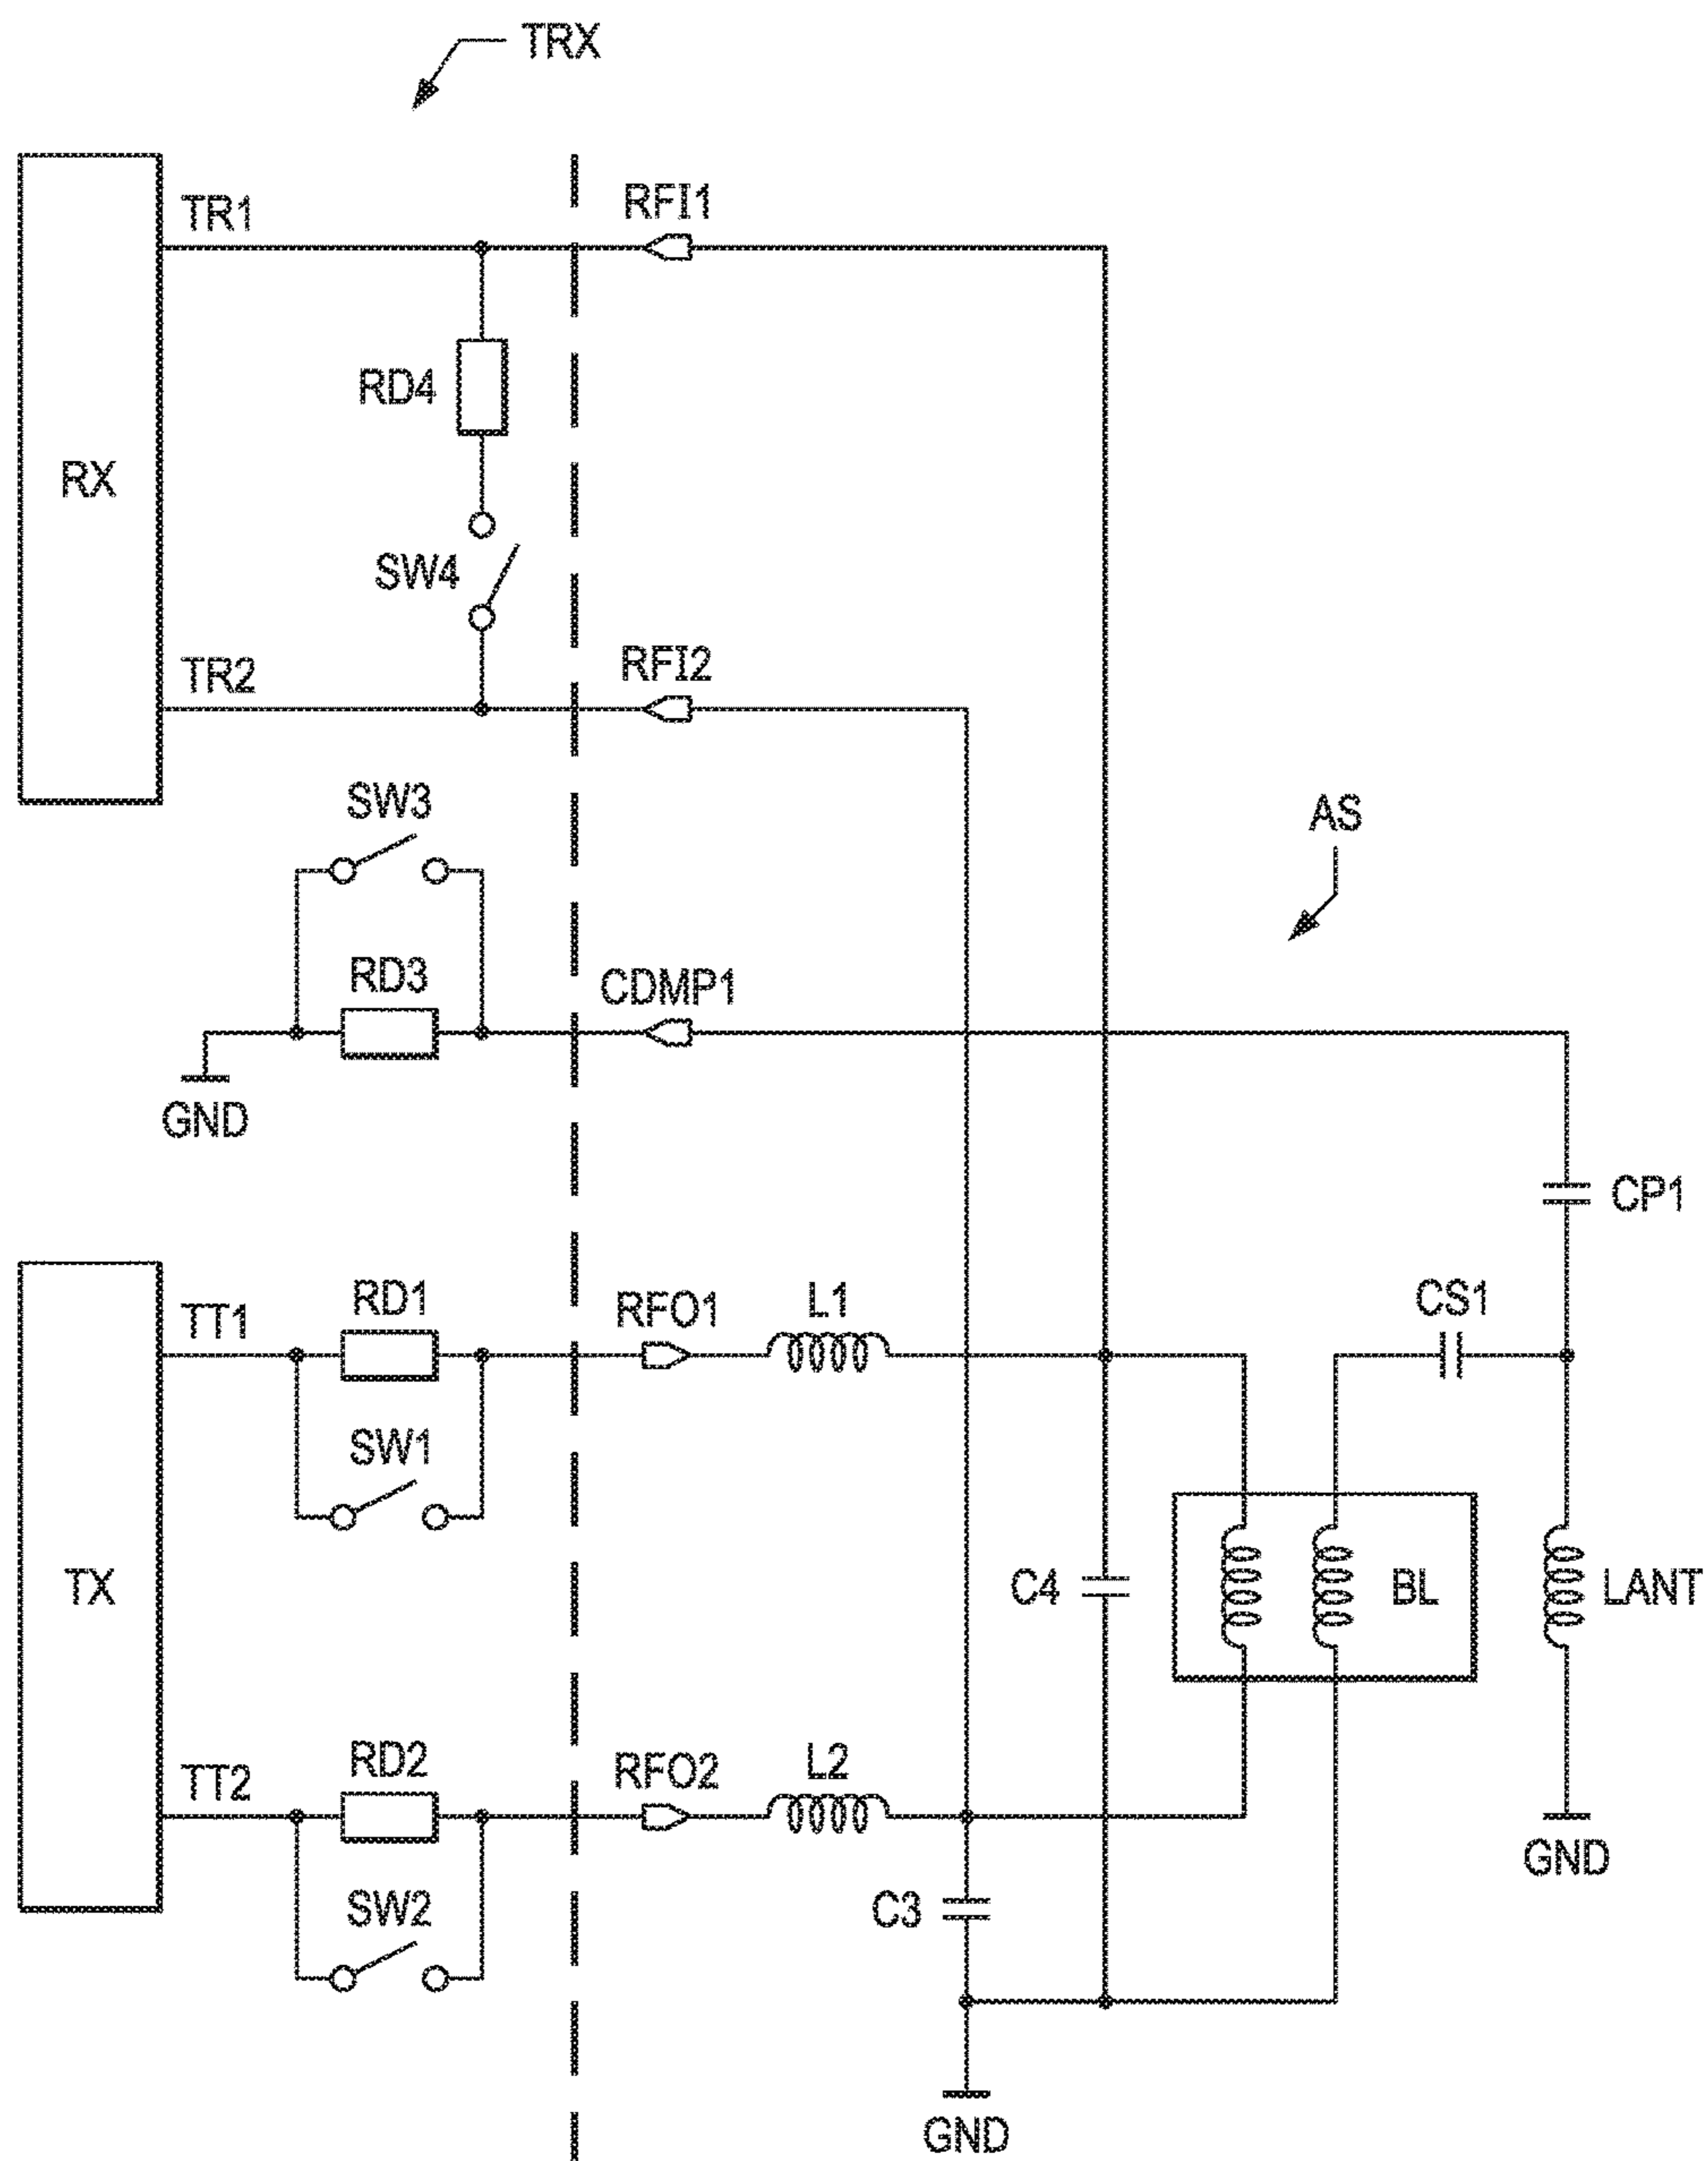 TRX
TR1
RFI1
RD4
RX
SW4
TR2
RFI2
SW3
AS
RD3
CDMP1
GND
CP1
TT1
RD1
RFO1
L1
CS1
SW1
TX
C4
BL
LANT
TT2
RD2
RFO2
L2
GND
SW2
C3
GND